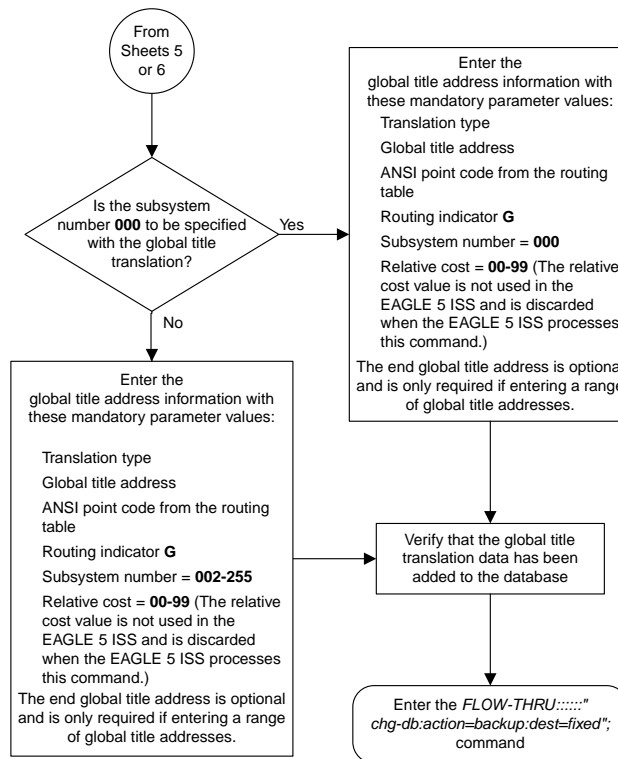 From
Sheets 5
or 6
Is the subsystem
number 000 to be specified
with the global title
translation?
Yes
No
Enter the
global title address information with
these mandatory parameter values:
Translation type
Global title address
ANSI point code from the routing
table
Routing indicator G
Subsystem number = 000
Relative cost = 00-99 (The relative
cost value is not used in the
EAGLE 5 ISS and is discarded
when the EAGLE 5 ISS processes
this command.)
The end global title address is optional
and is only required if entering a range
of global title addresses.
Enter the
global title address information with
these mandatory parameter values:
Translation type
Global title address
ANSI point code from the routing
table
Routing indicator G
Subsystem number = 002-255
Relative cost = 00-99 (The relative
cost value is not used in the
EAGLE 5 ISS and is discarded
when the EAGLE 5 ISS processes
this command.)
The end global title address is optional
and is only required if entering a range
of global title addresses.
Verify that the global title
translation data has been
added to the database
Enter the FLOW-THRU::::::"
chg-db:action=backup:dest=fixed";
command